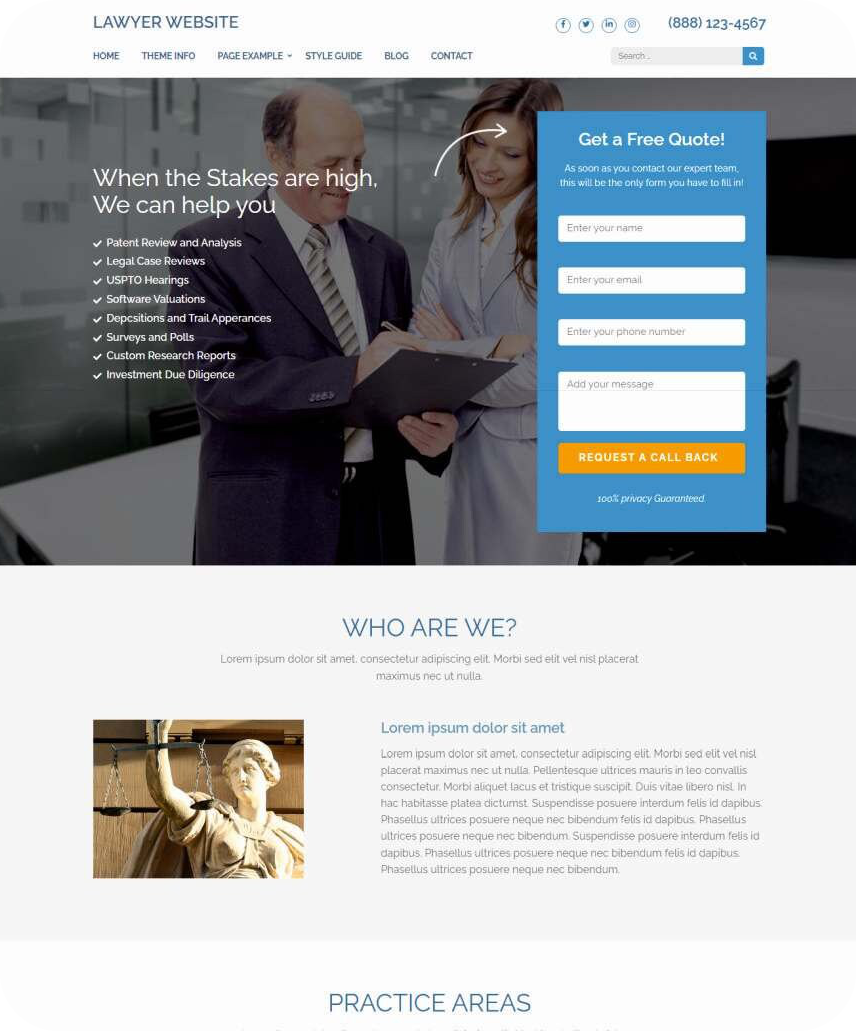 LAWYER WEBSITE
(888) 123-4567
HOME THEME INFO PAGE EXAMPLE STYLE GUIDE BLOG CONTACT
Search ..
When the Stakes are high,
We can help you
Patent Review and Analysis
Legal Case Reviews
USPTO Hearings
Software Valuations
Depcsitions and Trail Apperances
Surveys and Polls
Custom Research Reports
Investment Due Diligence
Get a Free Quote!
As soon as you contact our expert team,
this will be the only form you have to fill in!
Enter your name
Enter your email
Enter your phone number
Add your message
REQUEST A CALL BACK
100% privacy Guaranteed.
WHO ARE WE?
Lorem ipsum dolor sit amet, consectetur adipiscing elit. Morbi sed elit vel nisl placerat
maximus nec ut nulla.
Lorem ipsum dolor sit amet
Lorem ipsum dolor sit amet, consectetur adipiscing elit. Morbi sed elit vel nisl
placerat maximus nec ut nulla. Pellentesque ultrices mauris in leo convallis
consectetur. Morbi aliquet lacus et tristique suscipit. Duis vitae libero nisl. In
hac habitasse platea dictumst. Suspendisse posuere interdum felis id dapibus.
Phasellus ultrices posuere neque nec bibendum felis id dapibus. Phasellus
ultrices posuere neque nec bibendum. Suspendisse posuere interdum felis id
dapibus. Phasellus ultrices posuere neque nec bibendum felis id dapibus.
Phasellus ultrices posuere neque nec bibendum.
PRACTICE AREAS